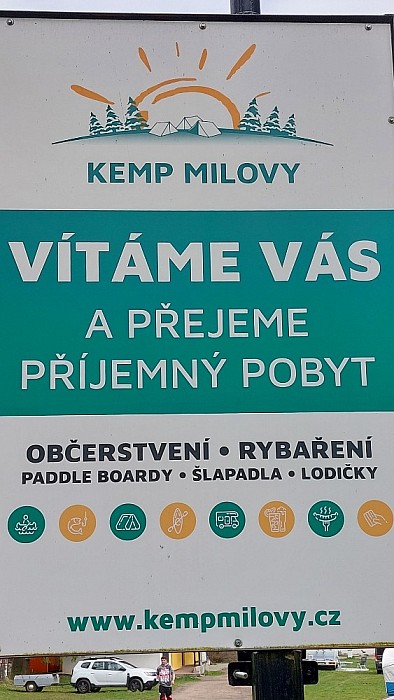 KEMP MILOVY
VÍTÁME VÁS
A PŘEJEME
PŘÍJEMNÝ POBYT
OBČERSTVENÍ • RYBAŘENÍ
PADDLE BOARDY • ŠLAPADLA • LODIČKY
www.kempmilovy.cz